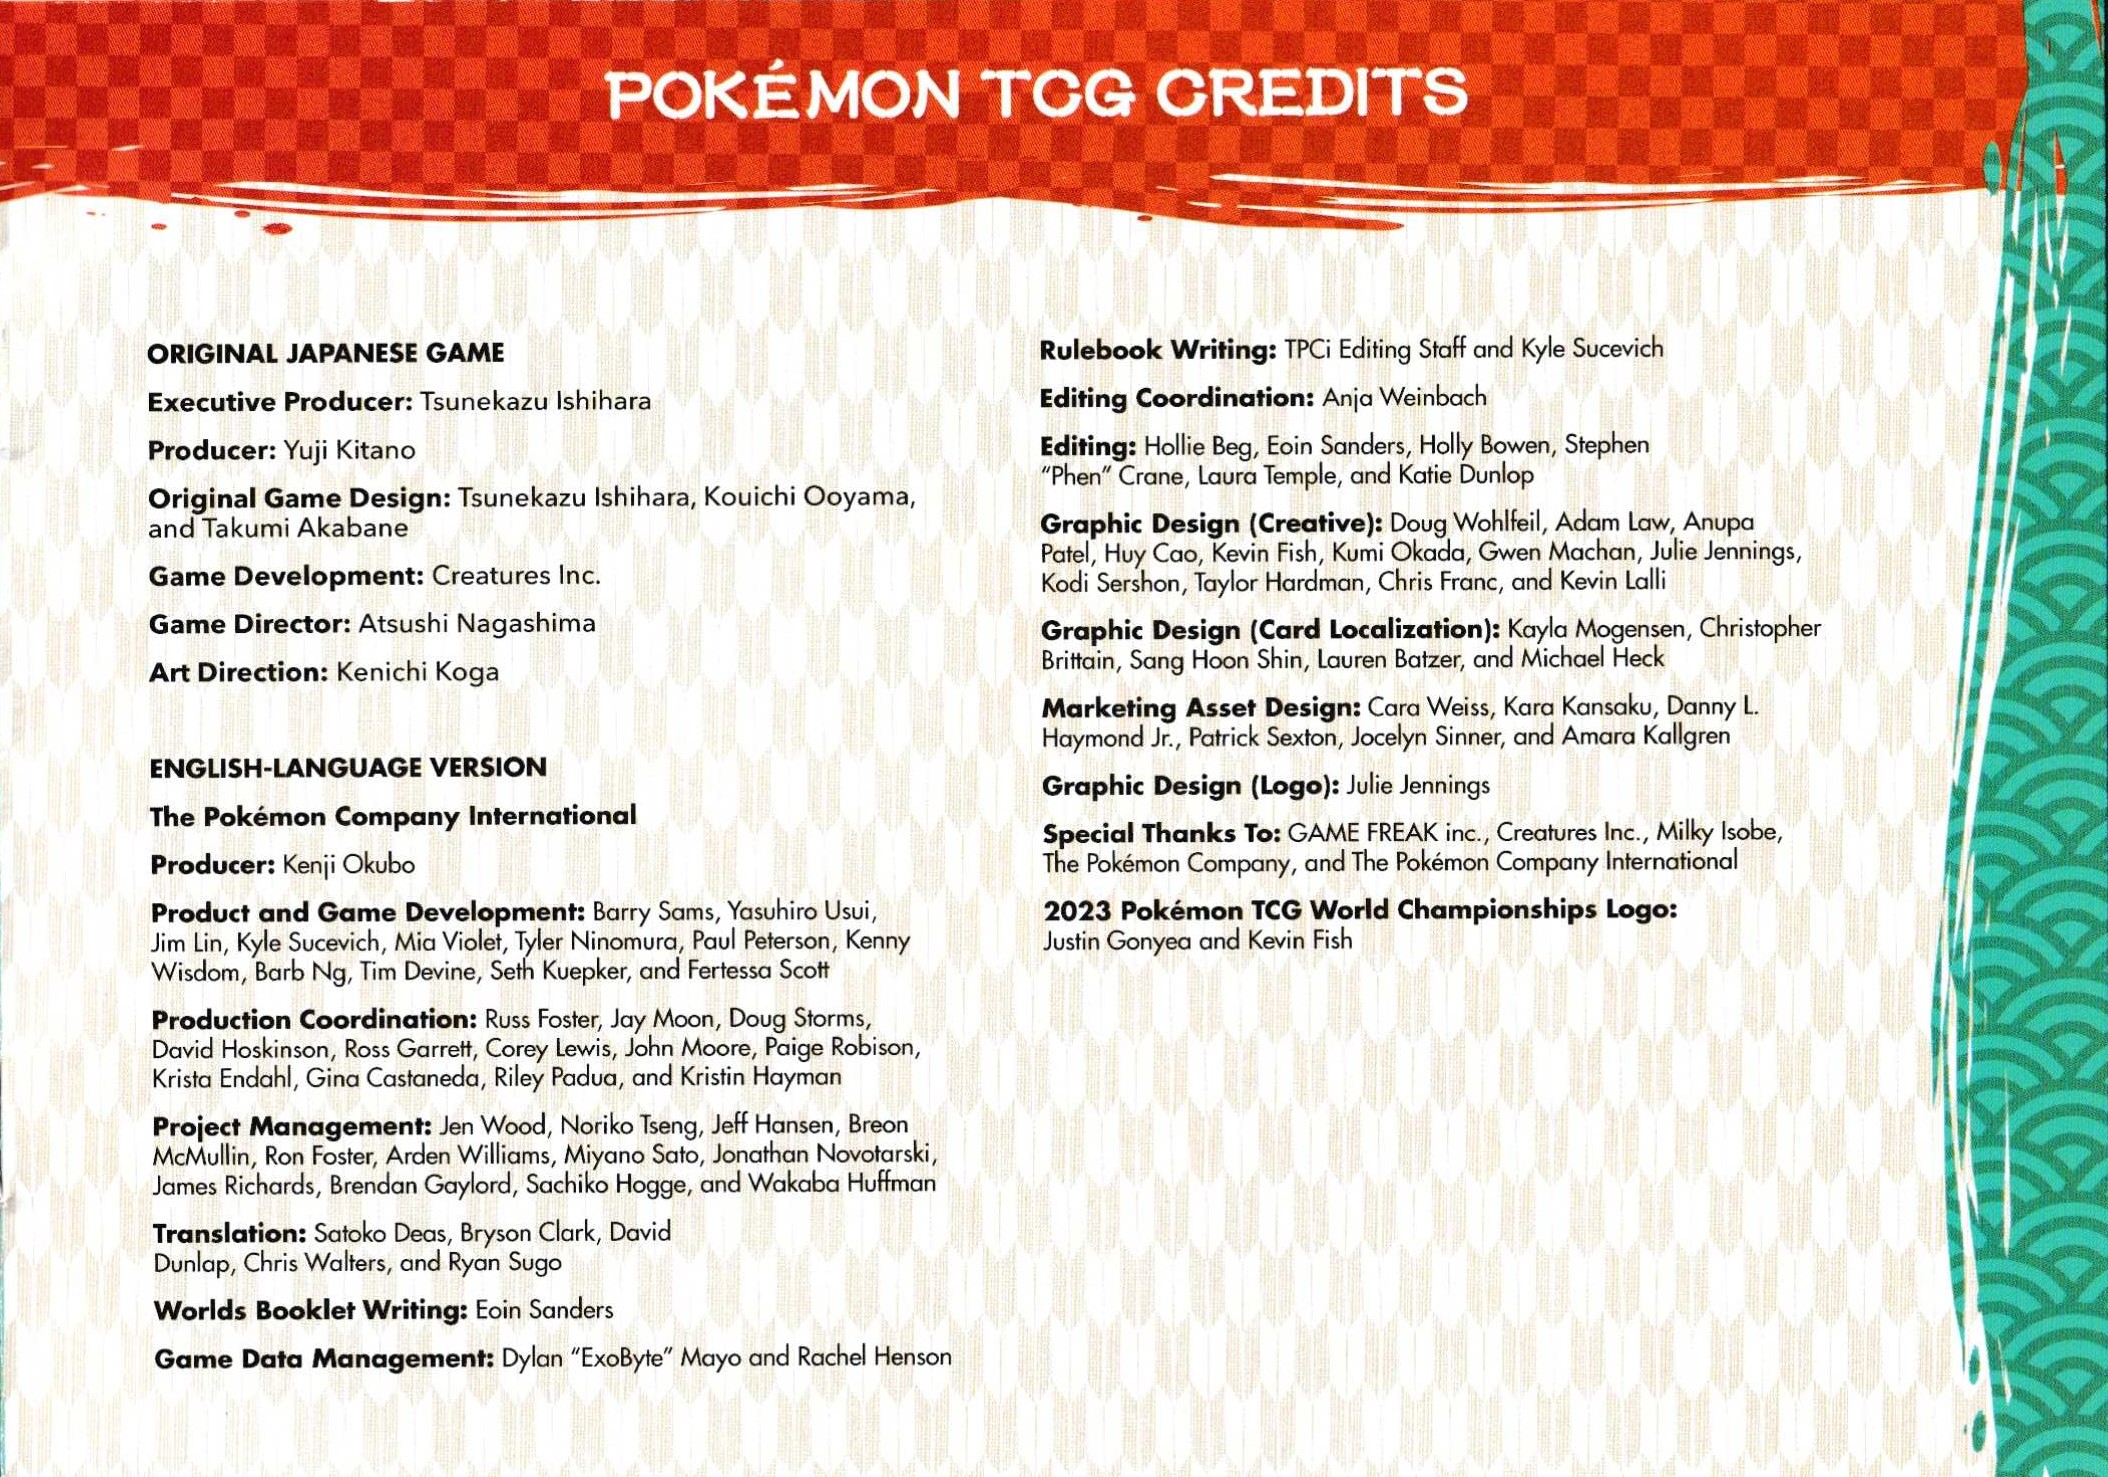 POKÉMON TCG CREDITS
ORIGINAL JAPANESE GAME
Executive Producer: Tsunekazu Ishihara
Producer: Yuji Kitano
Original Game Design: Tsunekazu Ishihara, Kouichi Ooyama,
and Takumi Akabane
Game Development: Creatures Inc.
Game Director: Atsushi Nagashima
Art Direction: Kenichi Koga
ENGLISH-LANGUAGE VERSION
The Pokémon Company International
Producer: Kenji Okubo
Product and Game Development: Barry Sams, Yasuhiro Usui,
Jim Lin, Kyle Sucevich, Mia Violet, Tyler Ninomura, Paul Peterson, Kenny
Wisdom, Barb Ng, Tim Devine, Seth Kuepker, and Fertessa Scott
Production Coordination: Russ Foster, Jay Moon, Doug Storms,
David Hoskinson, Ross Garrett, Corey Lewis, John Moore, Paige Robison,
Krista Endahl, Gina Castaneda, Riley Padua, and Kristin Hayman
Project Management: Jen Wood, Noriko Tseng, Jeff Hansen, Breon
McMullin, Ron Foster, Arden Williams, Miyano Sato, Jonathan Novotarski,
James Richards, Brendan Gaylord, Sachiko Hogge, and Wakaba Huffman
Translation: Satoko Deas, Bryson Clark, David
Dunlap, Chris Walters, and Ryan Sugo
Worlds Booklet Writing: Eoin Sanders
Game Data Management: Dylan “ExoByte” Mayo and Rachel Henson
Rulebook Writing: TPCi Editing Staff and Kyle Sucevich
Editing Coordination: Anja Weinbach
Editing: Hollie Beg, Eoin Sanders, Holly Bowen, Stephen
“Phen” Crane, Laura Temple, and Katie Dunlop
Graphic Design (Creative): Doug Wohlfeil, Adam Law, Anupa
Patel, Huy Cao, Kevin Fish, Kumi Okada, Gwen Machan, Julie Jennings,
Kodi Sershon, Taylor Hardman, Chris Franc, and Kevin Lalli
Graphic Design (Card Localization): Kayla Mogensen, Christopher
Brittain, Sang Hoon Shin, Lauren Batzer, and Michael Heck
Marketing Asset Design: Cara Weiss, Kara Kansaku, Danny L.
Haymond Jr., Patrick Sexton, Jocelyn Sinner, and Amara Kallgren
Graphic Design (Logo): Julie Jennings
Special Thanks To: GAME FREAK inc., Creatures Inc., Milky Isobe,
The Pokémon Company, and The Pokémon Company International
2023 Pokémon TCG World Championships Logo:
Justin Gonyea and Kevin Fish